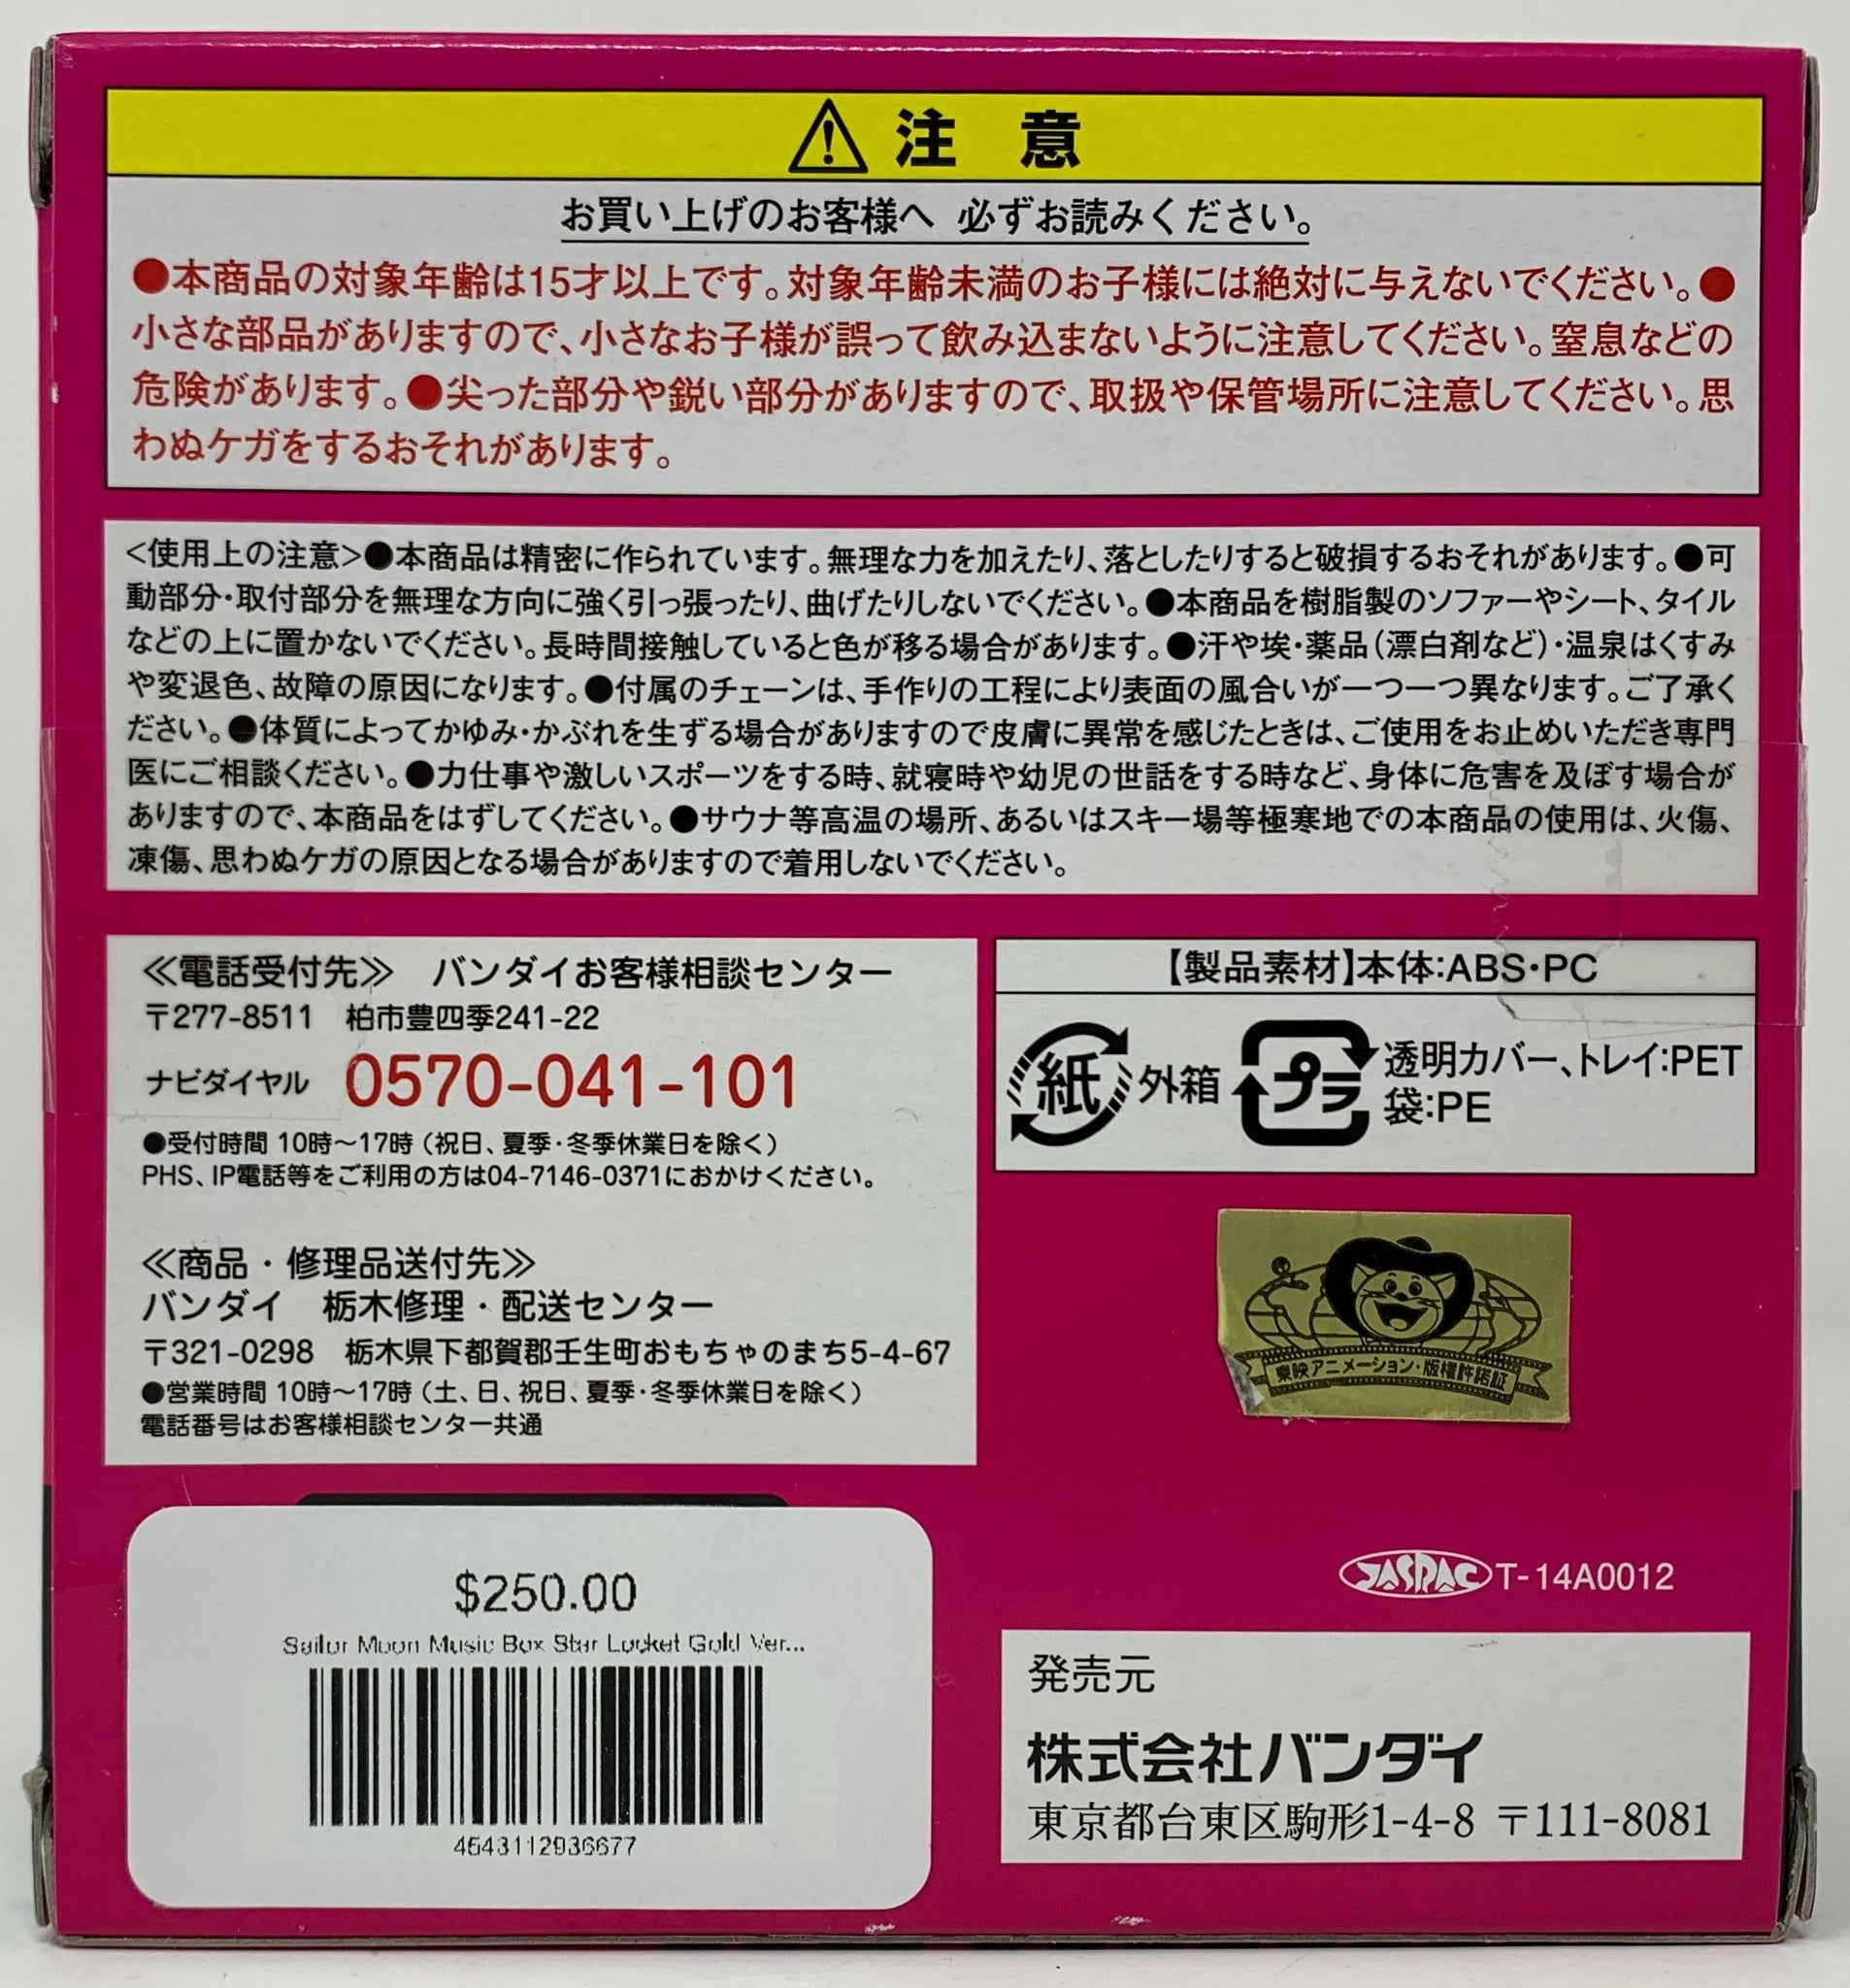 注 意
お買い上げのお客様へ 必ずお読みください。
●本商品の対象年齢は15才以上です。対象年齢未満のお子様には絶対に与えないでください。●
小さな部品がありますので、小さなお子様が誤って飲み込まないように注意してください。窒息などの
危険があります。●尖った部分や鋭い部分がありますので、取扱や保管場所に注意してください。思
わぬケガをするおそれがあります。
<使用上の注意>●本商品は精密に作られています。無理な力を加えたり、落としたりすると破損するおそれがあります。●可
動部分・取付部分を無理な方向に強く引っ張ったり、曲げたりしないでください。●本商品を樹脂製のソファーやシート、タイル
などの上に置かないでください。長時間接触していると色が移る場合があります。●汗や埃・薬品(漂白剤など)・温泉はくすみ
や変退色、故障の原因になります。●付属のチェーンは、手作りの工程により表面の風合いが一つ一つ異なります。ご了承く
ださい。●体質によってかゆみ・かぶれを生ずる場合がありますので皮膚に異常を感じたときは、ご使用をお止めいただき専門
医にご相談ください。●力仕事や激しいスポーツをする時、就寝時や幼児の世話をする時など、身体に危害を及ぼす場合が
ありますので、本商品をはずしてください。●サウナ等高温の場所、あるいはスキー場等極寒地での本商品の使用は、火傷、
凍傷、思わぬケガの原因となる場合がありますので着用しないでください。
≪電話受付先≫ バンダイお客様相談センター
〒277-8511 柏市豊四季241-22
ナビダイヤル 0570-041-101
●受付時間 10時～17時(祝日、夏季・冬季休業日を除く)
PHS、IP電話等をご利用の方は04-7146-0371におかけください。
≪商品・修理品送付先≫
バンダイ 栃木修理・配送センター
〒321-0298 栃木県下都賀郡壬生町おもちゃのまち5-4-67
●営業時間 10時～17時(土、日、祝日、夏季・冬季休業日を除く)
電話番号はお客様相談センター共通
【製品素材】本体:ABS・PC
紙 外箱 プラ 透明カバー、トレイ:PET
袋:PE
東映アニメーション・版権許諾証
JASPAC T-14A0012
$250.00
Sailor Moon Music Box Star Locket Gold Ver...
4543112936677
発売元
株式会社バンダイ
東京都台東区駒形1-4-8 〒111-8081